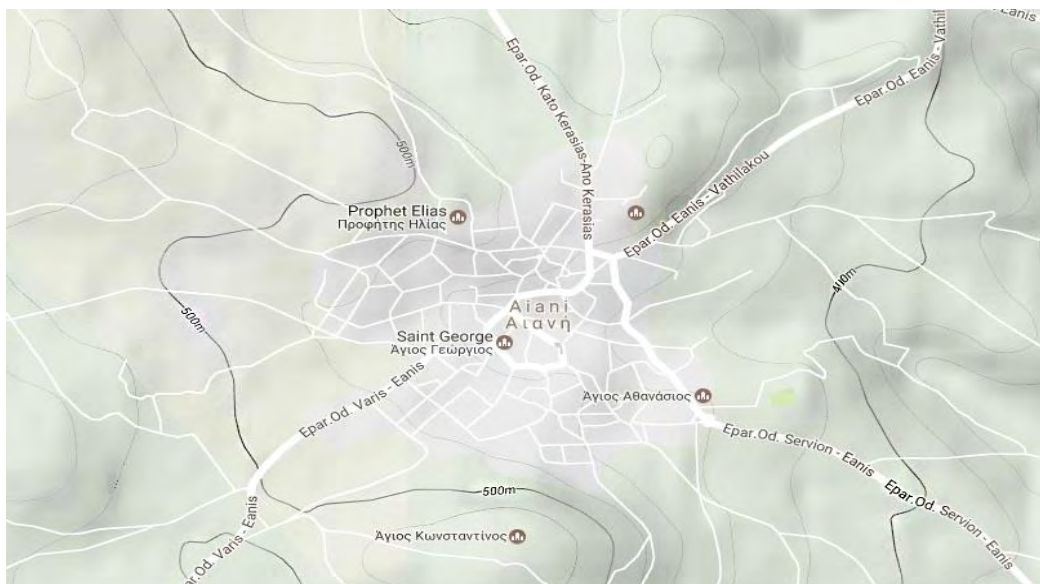 Eanis
Epar.Od. Kato Kerasias-Ano Kerasias
Epar.Od. Eanis - Vathil
Epar.Od. Eanis - Vathilakou
500m
Prophet Elias
Προφήτης Ηλίας
400m
500m
Aiani
Αιανή
Saint George
Άγιος Γεώργιος
Epar.Od. Varis - Eanis
Άγιος Αθανάσιος
Epar.Od. Servion - Eanis
Epar.Od. Servion - Eanis
500m
Epar.Od. Varis - Eanis
Άγιος Κωνσταντίνος